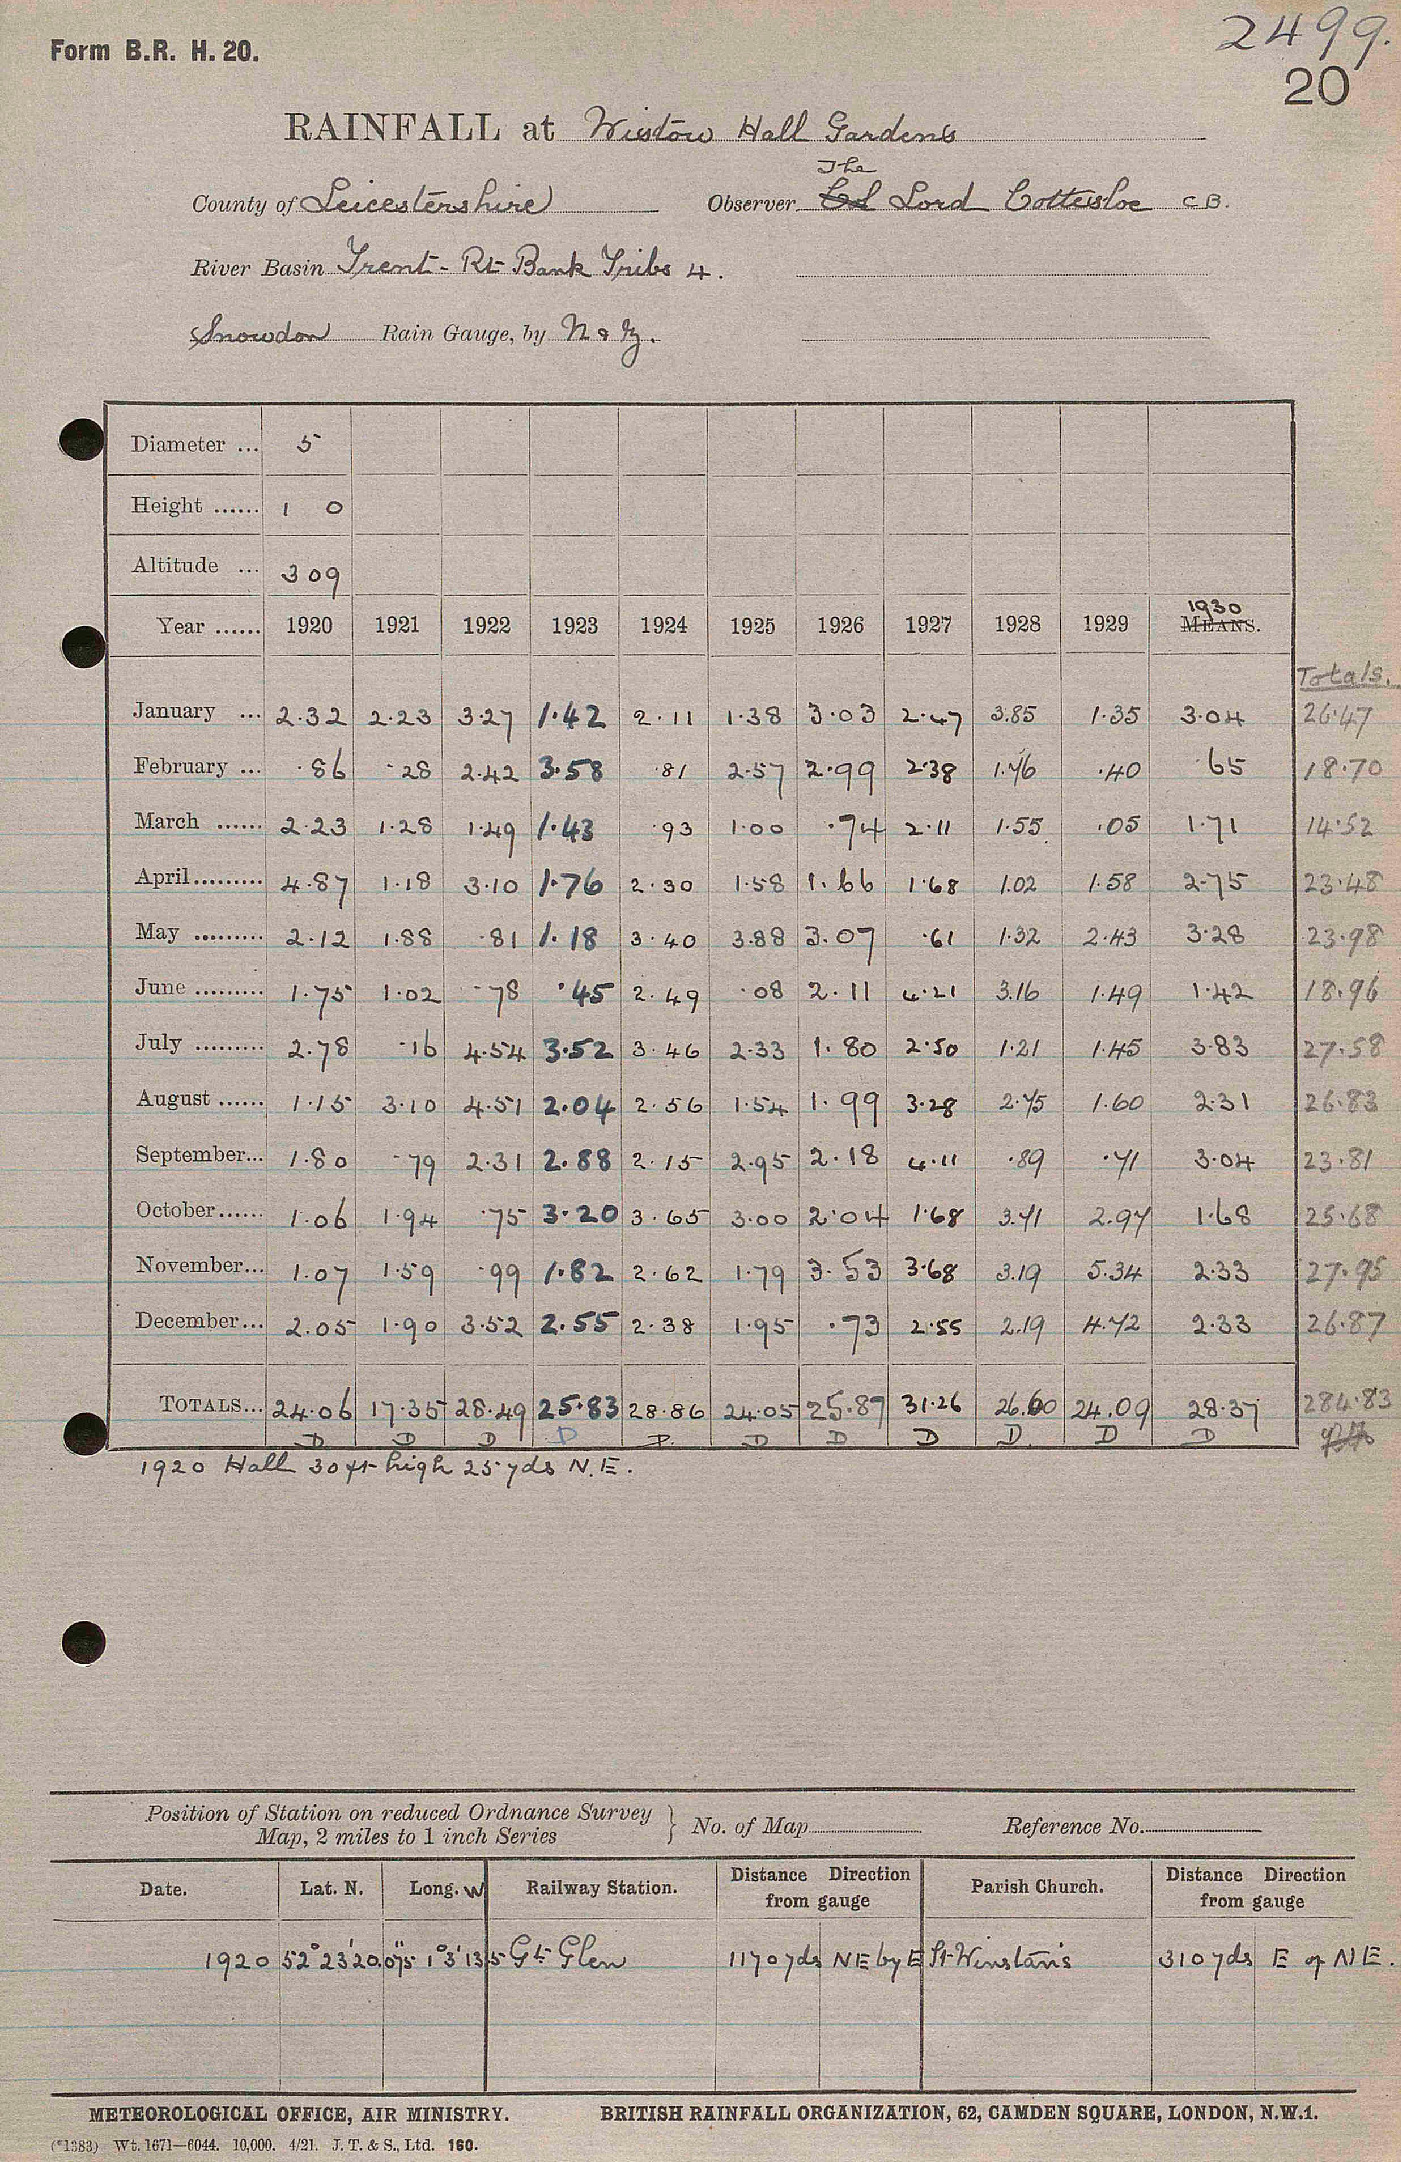 Form B.R. H. 20.
2499.
20
RAINFALL at Wistow Hall Gardens
The
County of Leicestershire Observer Col Lord Cottesloe C B.
River Basin Trent - Rt Bank Tribs 4.
Snowdon Rain Gauge, by N & Z.
Diameter ... 5
Height ...... 1 0
Altitude ... 309
1930
Year ...... 1920 1921 1922 1923 1924 1925 1926 1927 1928 1929 MEANS.
Totals.
January ... 2.32 2.23 3.27 1.42 2.11 1.38 3.03 2.47 3.85 1.35 3.04 26.47
February ... .86 .28 2.42 3.58 .81 2.57 2.99 2.38 1.76 .40 .65 18.70
March ...... 2.23 1.28 1.49 1.43 .93 1.00 .74 2.11 1.55 .05 1.71 14.52
April......... 4.87 1.18 3.10 1.76 2.30 1.58 1.66 1.68 1.02 1.58 2.75 23.48
May ......... 2.12 1.88 .81 1.18 3.40 3.88 3.07 .61 1.32 2.43 3.28 23.98
June ......... 1.75 1.02 .78 .45 2.49 .08 2.11 4.21 3.16 1.49 1.42 18.96
July ......... 2.78 .16 4.54 3.52 3.46 2.33 1.80 2.50 1.21 1.45 3.83 27.58
August ...... 1.15 3.10 4.51 2.04 2.56 1.54 1.99 3.28 2.75 1.60 2.31 26.83
September... 1.80 .79 2.31 2.88 2.15 2.95 2.18 4.11 .89 .71 3.04 23.81
October...... 1.06 1.94 .75 3.20 3.65 3.00 2.04 1.68 3.71 2.97 1.68 25.68
November... 1.07 1.59 .99 1.82 2.62 1.79 3.53 3.68 3.19 5.34 2.33 27.95
December... 2.05 1.90 3.52 2.55 2.38 1.95 .73 2.55 2.19 4.72 2.33 26.87
TOTALS... 24.06 17.35 28.49 25.83 28.86 24.05 25.87 31.26 26.60 24.09 28.37 284.83
D D D D D. D D D D. D D
1920 Hall 30 ft high 25 yds N.E.
Position of Station on reduced Ordnance Survey
Map, 2 miles to 1 inch Series } No. of Map Reference No.
Date. Lat. N. Long. W Railway Station. Distance Direction from gauge Parish Church. Distance Direction from gauge
1920 52° 23' 20" 1° 3' 13 Gt Glen 1170 yds NE by E St Winstan's 310 yds E of NE.
METEOROLOGICAL OFFICE, AIR MINISTRY. BRITISH RAINFALL ORGANIZATION, 62, CAMDEN SQUARE, LONDON, N.W.1.
(*1383) Wt. 1671—6044. 10,000. 4/21. J. T. & S., Ltd. 160.